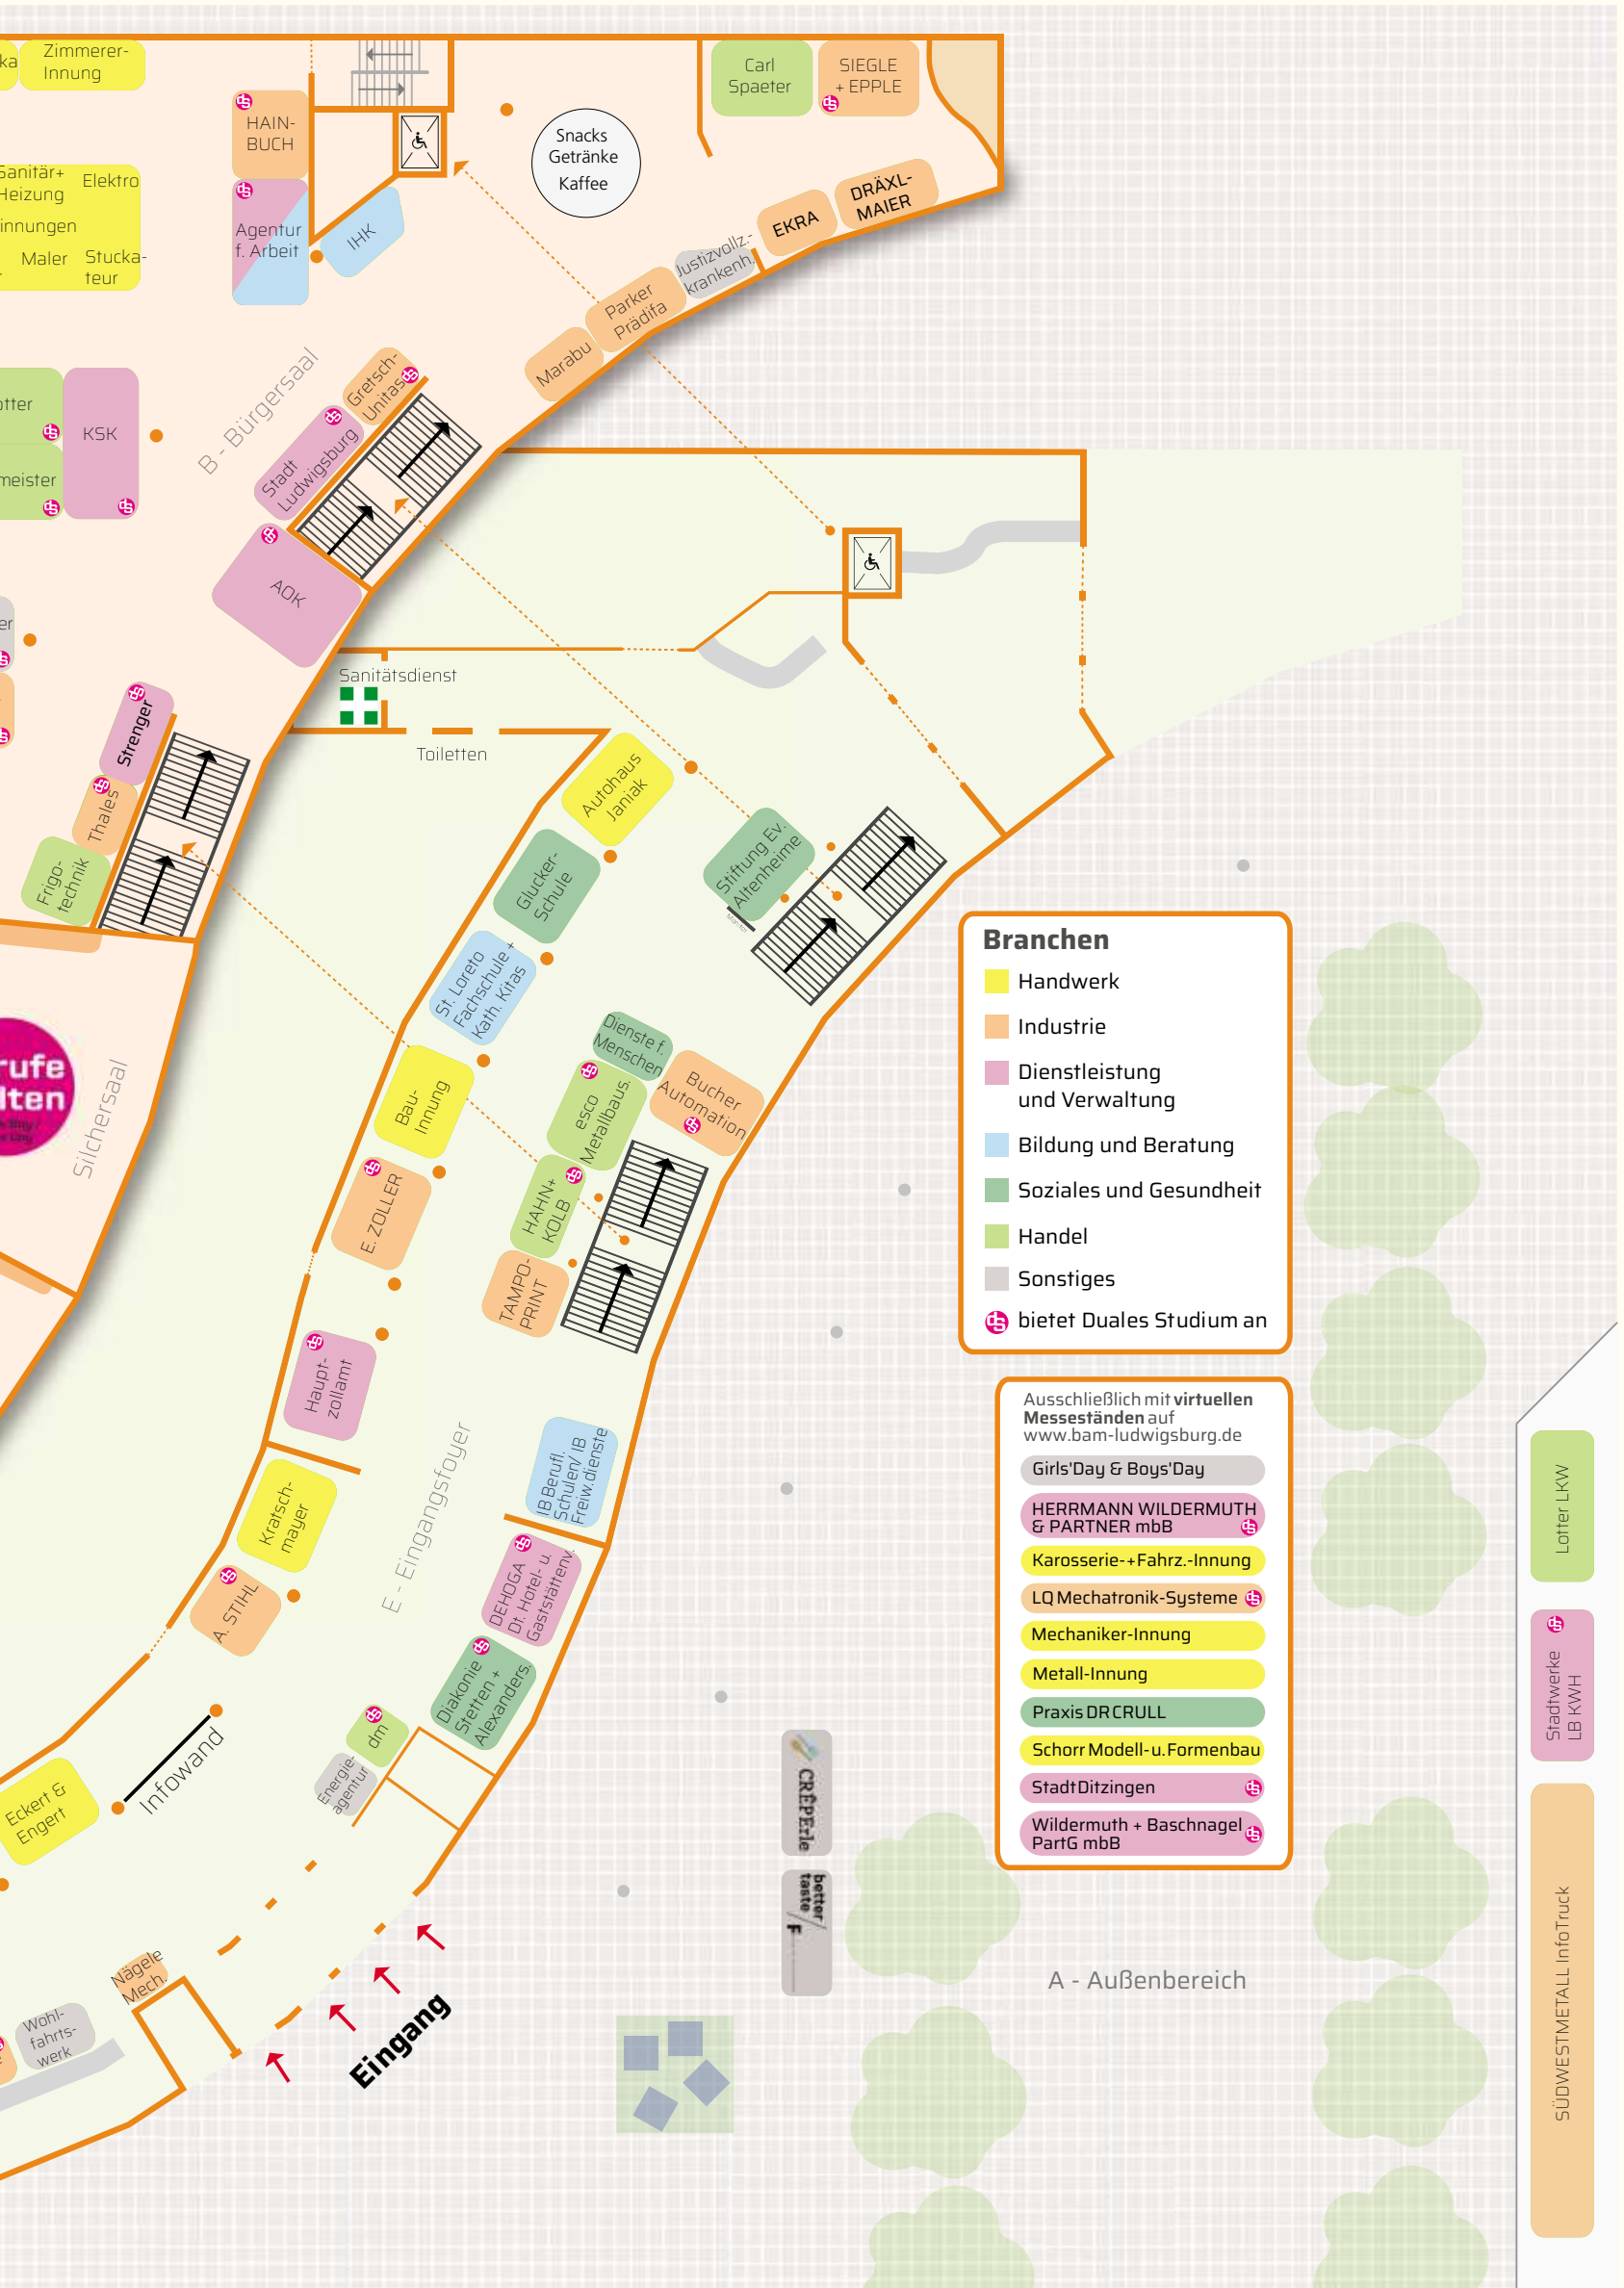 Zimmerer-
Innung
HAIN-
BUCH
Sanitär+
Heizung
Elektro
innungen
Maler
Stucka-
teur
Agentur
f. Arbeit
IHK
Snacks
Getränke
Kaffee
Carl
Spaeter
SIEGLE
+ EPPLE
DRÄXL-
MAIER
EKRA
Justizvollz.-
krankenh.
Parker
Prädifa
Marabu
B - Bürgersaal
Gretsch-
Unitas
Stadt
Ludwigsburg
KSK
otter
meister
AOK
er
Sanitätsdienst
Toiletten
Strenger
Thales
Frigo-
technik
Silchersaal
rufe
lten
Autohaus
Janiak
Glucker-
Schule
Stiftung Ev.
Altenheime
Monitor
St. Loreto
Fachschule +
Kath. Kitas
Dienste f.
Menschen
Bucher
Automation
esco
Metallbaus.
Bau-
Innung
HAHN+
KOLB
E. ZOLLER
TAMPO-
PRINT
Haupt-
zollamt
E - Eingangsfoyer
IB Berufl.
Schulen/ IB
Freiw.dienste
Kratsch-
mayer
DEHOGA
Dt. Hotel- u.
Gaststättenv.
A. STIHL
Diakonie
Stetten +
Alexanders.
dm
Energie-
agentur
Infowand
Eckert &
Engert
Nägele
Mech.
Wohl-
fahrts-
werk
Eingang
Branchen
Handwerk
Industrie
Dienstleistung
und Verwaltung
Bildung und Beratung
Soziales und Gesundheit
Handel
Sonstiges
bietet Duales Studium an
Ausschließlich mit virtuellen
Messeständen auf
www.bam-ludwigsburg.de
Girls'Day & Boys'Day
HERRMANN WILDERMUTH
& PARTNER mbB
Karosserie-+Fahrz.-Innung
LQ Mechatronik-Systeme
Mechaniker-Innung
Metall-Innung
Praxis DR CRULL
Schorr Modell-u.Formenbau
Stadt Ditzingen
Wildermuth + Baschnagel
PartG mbB
CRÊPErle
better
taste
F
A - Außenbereich
Lotter LKW
Stadtwerke
LB KWH
SÜDWESTMETALL InfoTruck